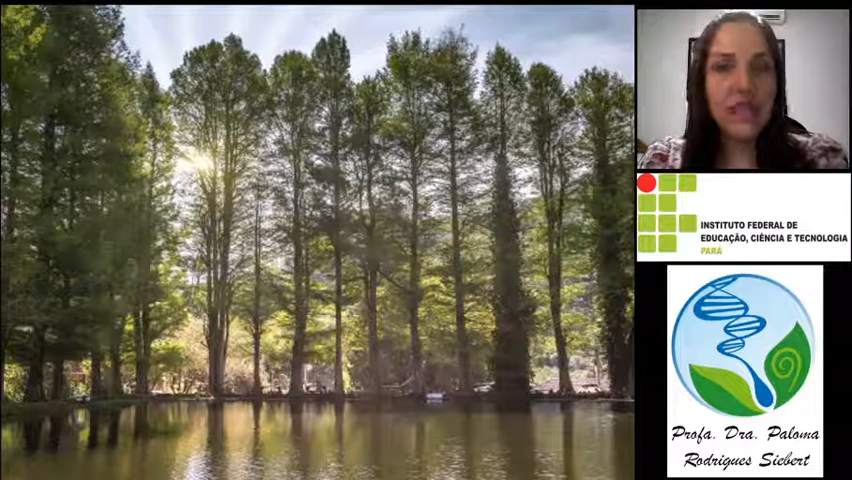 INSTITUTO FEDERAL DE
EDUCAÇÃO, CIÊNCIA E TECNOLOGIA
PARÁ
Profa. Dra. Paloma
Rodrigues Siebert